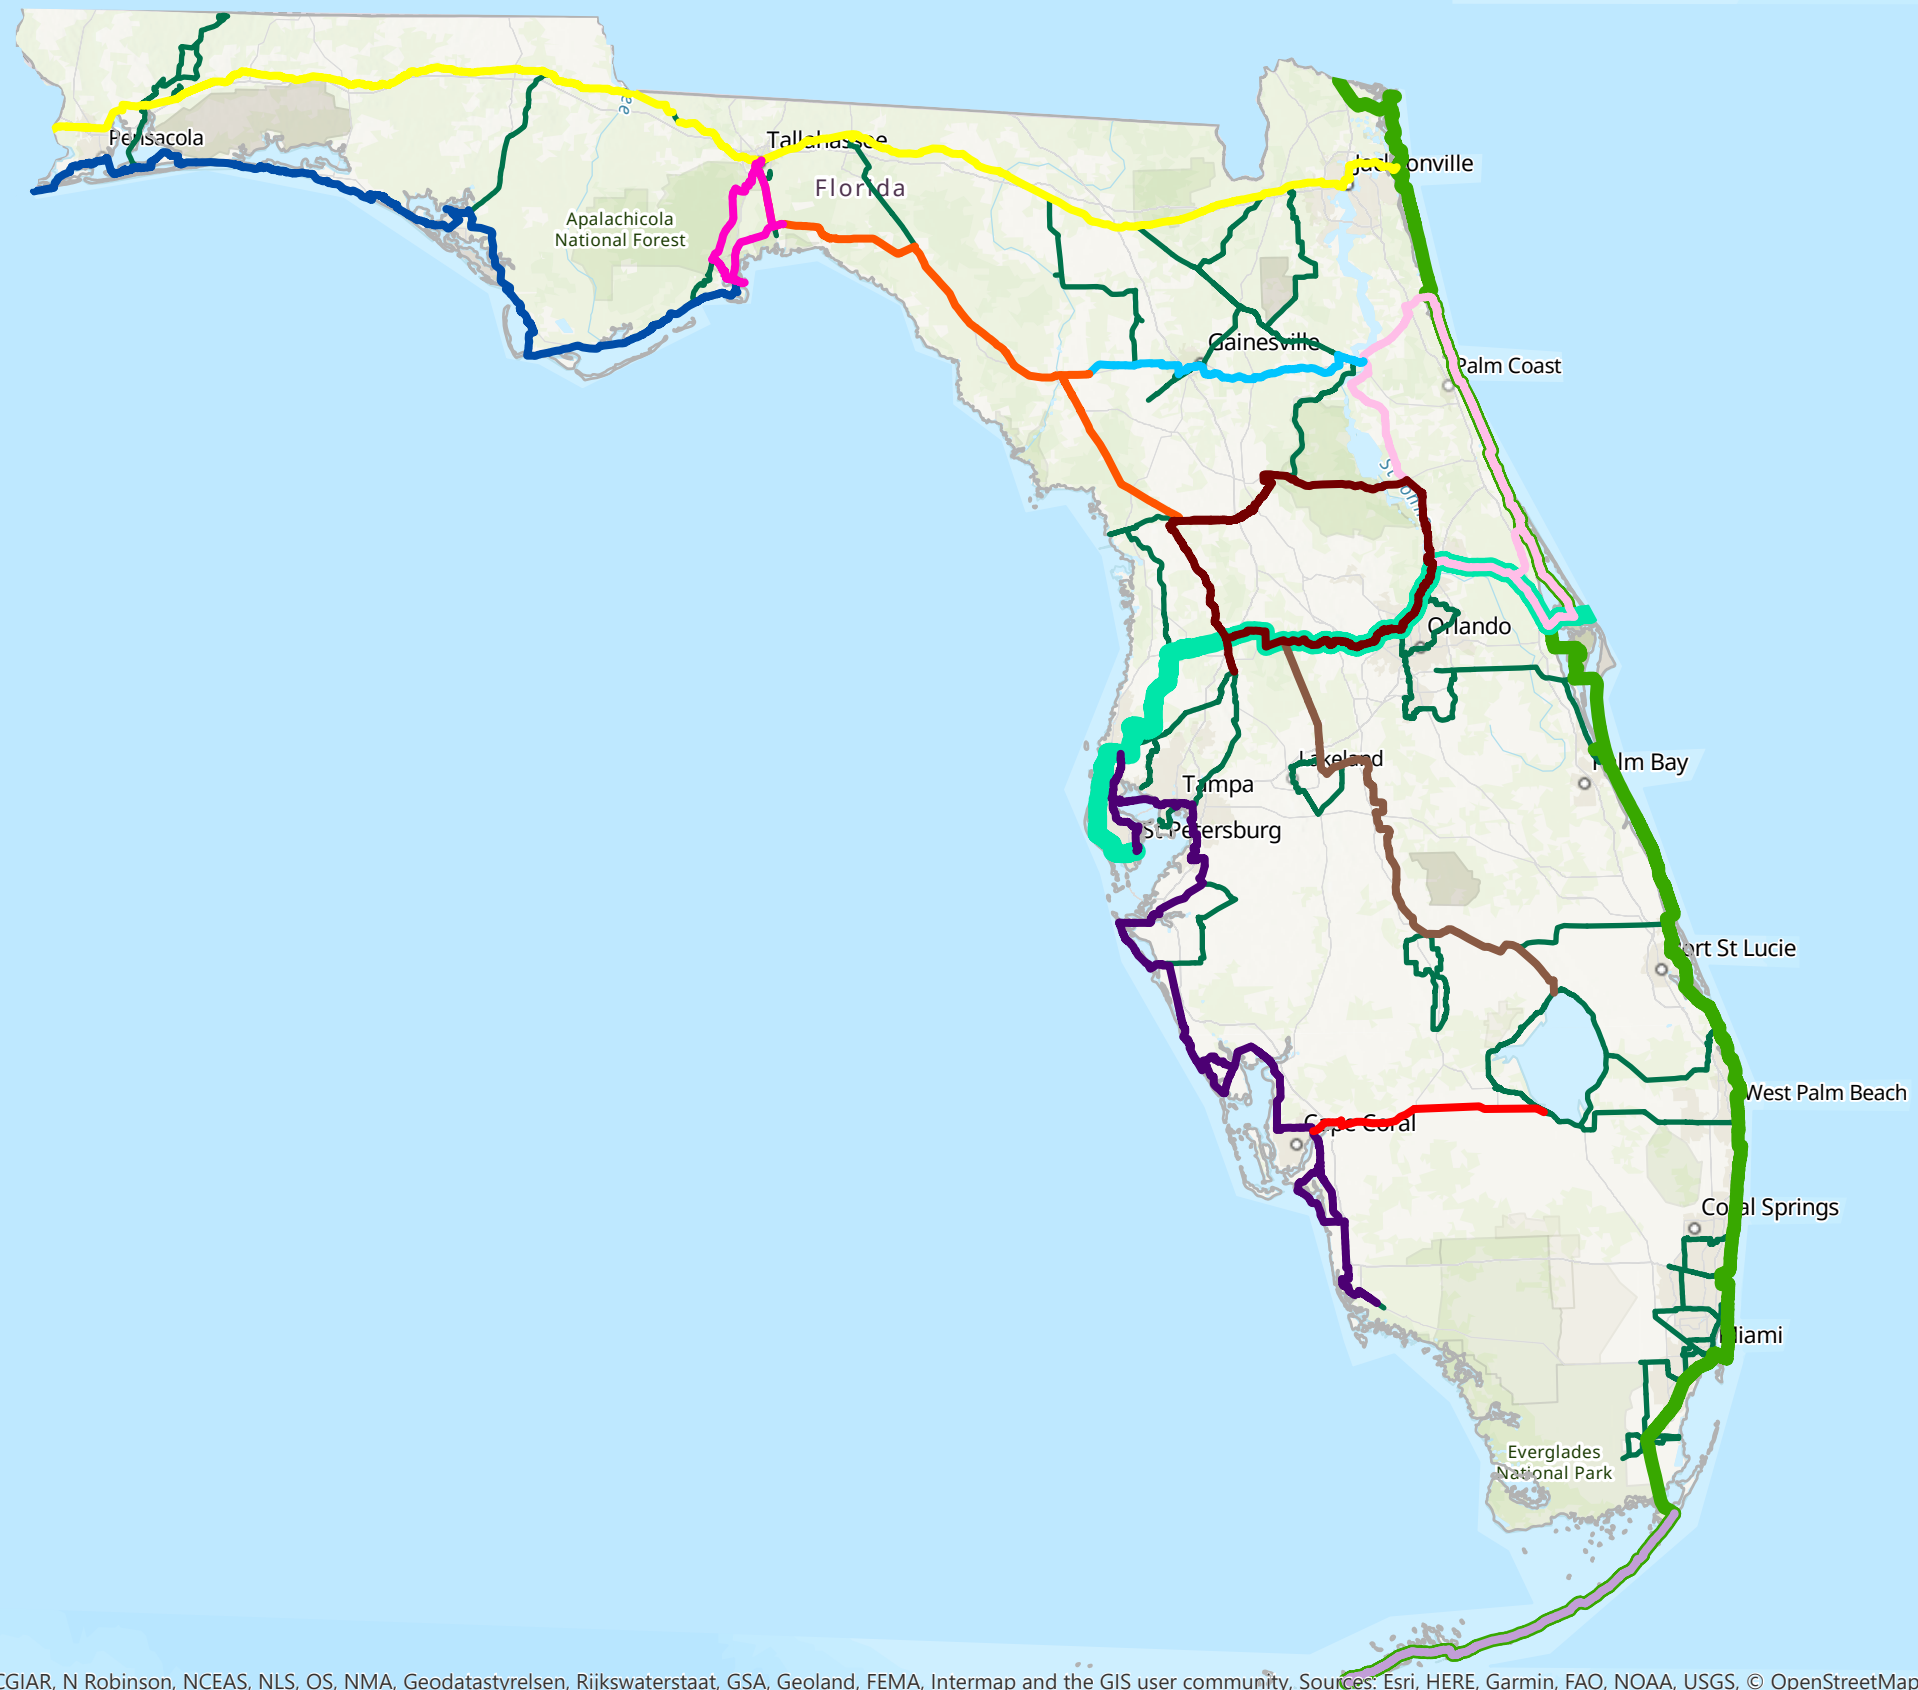 Pensacola
Tallahassee
Jacksonville
Florida
Apalachicola
National Forest
Gainesville
Palm Coast
St John
Orlando
Lakeland
Palm Bay
Tampa
St Petersburg
Port St Lucie
West Palm Beach
Cape Coral
Coral Springs
Miami
Everglades
National Park
CGIAR, N Robinson, NCEAS, NLS, OS, NMA, Geodatastyrelsen, Rijkswaterstaat, GSA, Geoland, FEMA, Intermap and the GIS user community, Sources: Esri, HERE, Garmin, FAO, NOAA, USGS, © OpenStreetMap